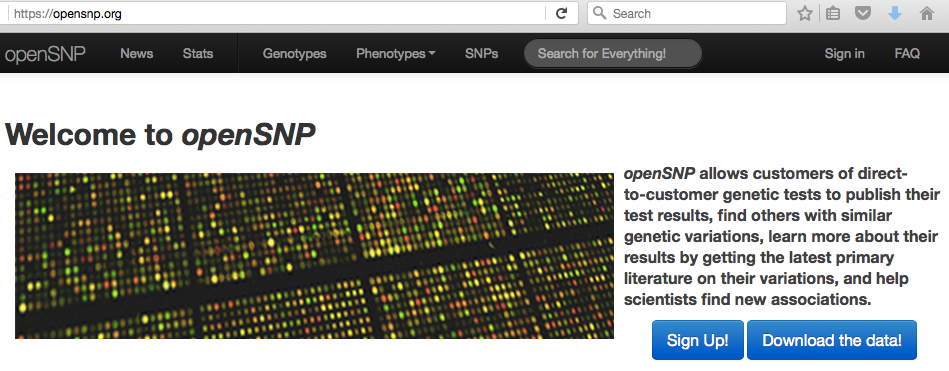 https://opensnp.org
Search
openSNP
News
Stats
Genotypes
Phenotypes
SNPs
Search for Everything!
Sign in
FAQ
Welcome to openSNP
openSNP allows customers of direct-
to-customer genetic tests to publish their
test results, find others with similar
genetic variations, learn more about their
results by getting the latest primary
literature on their variations, and help
scientists find new associations.
Sign Up!
Download the data!